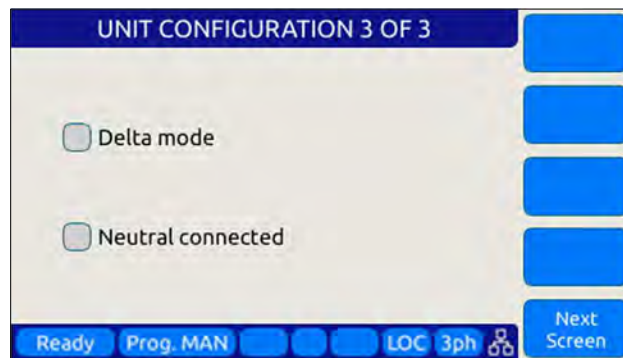 UNIT CONFIGURATION 3 OF 3
Delta mode
Neutral connected
Ready Prog. MAN LOC 3ph
Next
Screen